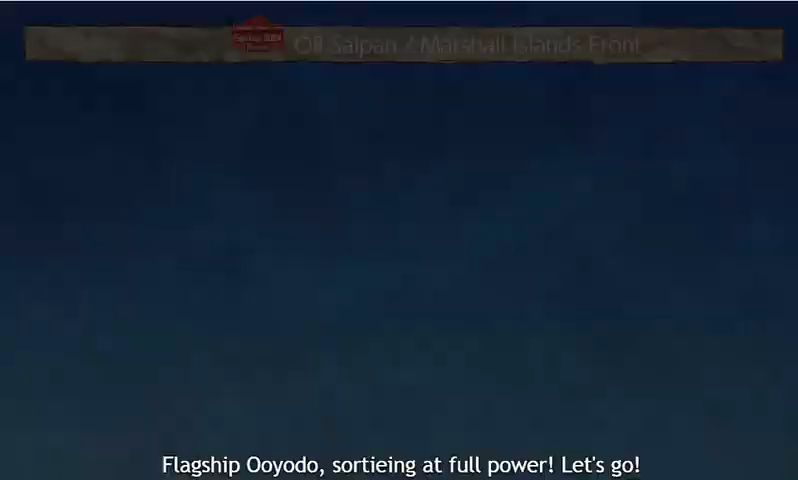 Off Saipan / Marshall Islands Front
Flagship Ooyodo, sortieing at full power! Let's go!